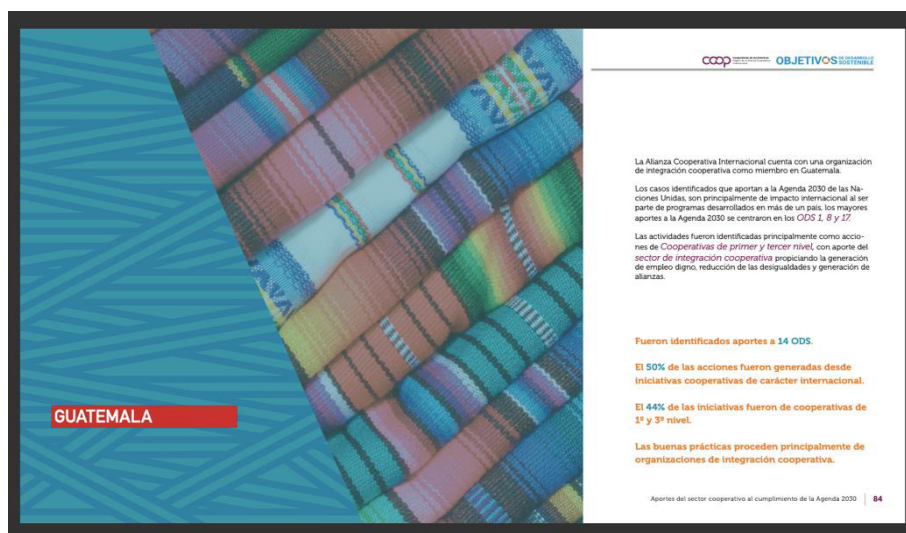 GUATEMALA
coop
OBJETIVOS DE DESARROLLO
SOSTENIBLE
La Alianza Cooperativa Internacional cuenta con una organización
de integración cooperativa como miembro en Guatemala.
Los casos identificados que aportan a la Agenda 2030 de las Na-
ciones Unidas, son principalmente de impacto internacional al ser
parte de programas desarrollados en más de un país, los mayores
aportes a la Agenda 2030 se centraron en los ODS 1, 8 y 17.
Las actividades fueron identificadas principalmente como accio-
nes de Cooperativas de primer y tercer nivel, con aporte del
sector de integración cooperativa propiciando la generación
de empleo digno, reducción de las desigualdades y generación de
alianzas.
Fueron identificados aportes a 14 ODS.
El 50% de las acciones fueron generadas desde
iniciativas cooperativas de carácter internacional.
El 44% de las iniciativas fueron de cooperativas de
1º y 3º nivel.
Las buenas prácticas proceden principalmente de
organizaciones de integración cooperativa.
Aportes del sector cooperativo al cumplimiento de la Agenda 2030 84